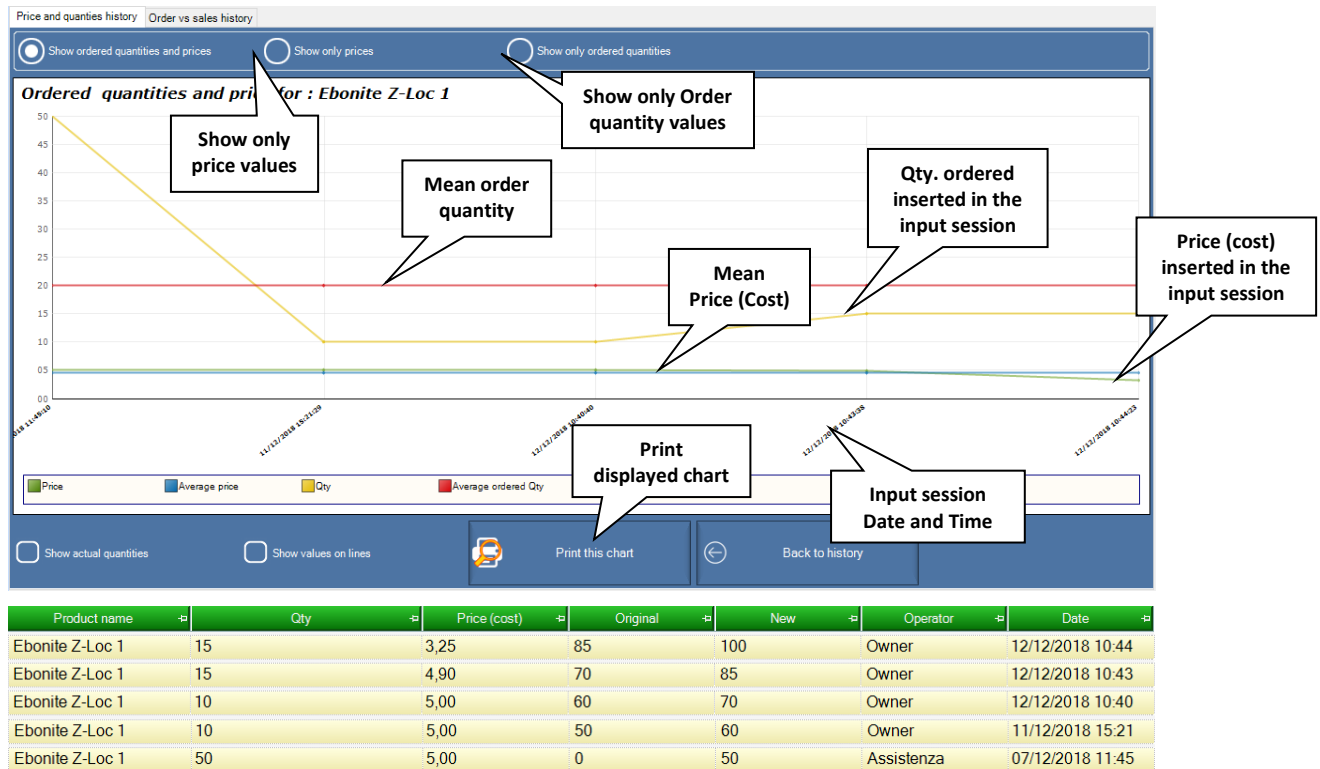 Price and quanties history Order vs sales history
Show ordered quantities and prices Show only prices Show only ordered quantities
Ordered quantities and pri for : Ebonite Z-Loc 1
Show only Order
quantity values
Show only
price values
Mean order
quantity
Qty. ordered
inserted in the
input session
Price (cost)
inserted in the
input session
Mean
Price (Cost)
50
45
40
35
30
25
20
15
10
05
00
2018 11:45:10
11/12/2018 15:21:29
12/12/2018 10:40:40
12/12/2018 10:43:38
12/12/2018 10:44:23
Print
displayed chart
Input session
Date and Time
Price Average price Qty Average ordered Qty
Show actual quantities Show values on lines Print this chart Back to history
Product name Qty Price (cost) Original New Operator Date
Ebonite Z-Loc 1 15 3,25 85 100 Owner 12/12/2018 10:44
Ebonite Z-Loc 1 15 4,90 70 85 Owner 12/12/2018 10:43
Ebonite Z-Loc 1 10 5,00 60 70 Owner 12/12/2018 10:40
Ebonite Z-Loc 1 10 5,00 50 60 Owner 11/12/2018 15:21
Ebonite Z-Loc 1 50 5,00 0 50 Assistenza 07/12/2018 11:45